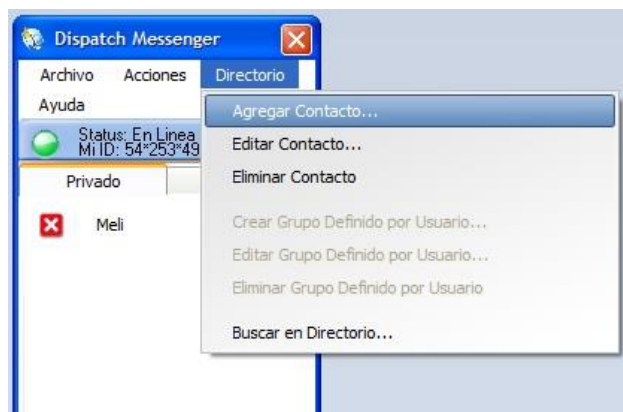 Dispatch Messenger
Archivo Acciones Directorio
Ayuda
Status: En Linea
Mi ID: 54*253*49
Privado
Meli
Agregar Contacto...
Editar Contacto...
Eliminar Contacto
Crear Grupo Definido por Usuario...
Editar Grupo Definido por Usuario...
Eliminar Grupo Definido por Usuario
Buscar en Directorio...